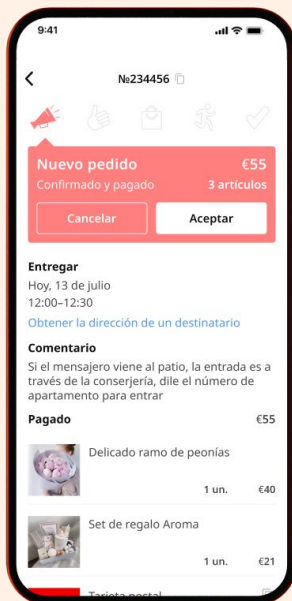 9:41
№234456
Nuevo pedido €55
Confirmado y pagado 3 artículos
Cancelar Aceptar
Entregar
Hoy, 13 de julio
12:00–12:30
Obtener la dirección de un destinatario
Comentario
Si el mensajero viene al patio, la entrada es a
través de la conserjería, dile el número de
apartamento para entrar
Pagado €55
Delicado ramo de peonías
1 un. €40
Set de regalo Aroma
1 un. €21
Tarjeta postal